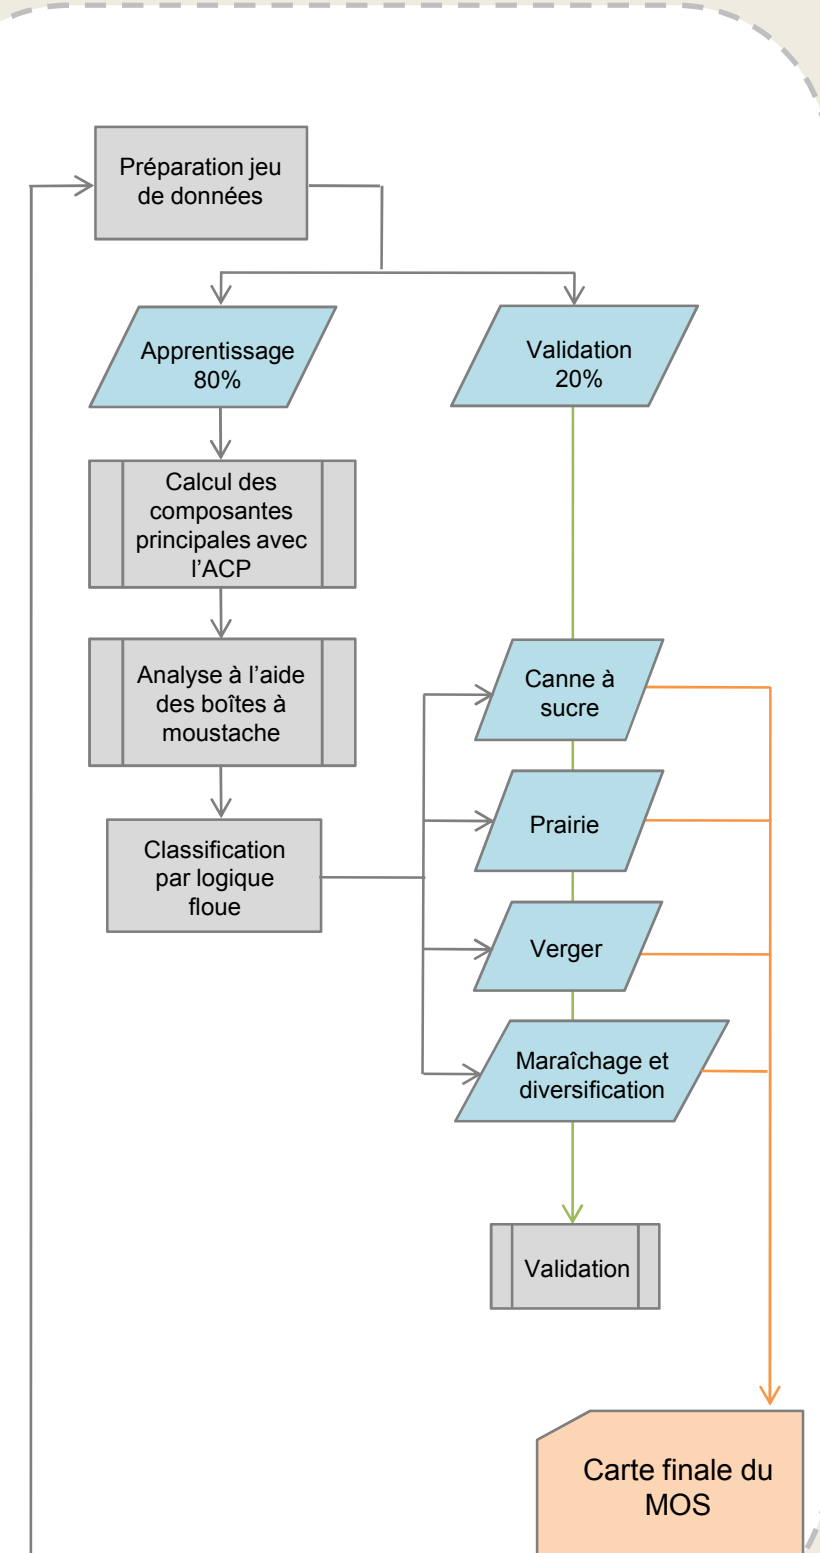 Préparation jeu
de données
Apprentissage
80%
Validation
20%
Calcul des
composantes
principales avec
l’ACP
Analyse à l’aide
des boîtes à
moustache
Classification
par logique
floue
Canne à
sucre
Prairie
Verger
Maraîchage et
diversification
Validation
Carte finale du
MOS